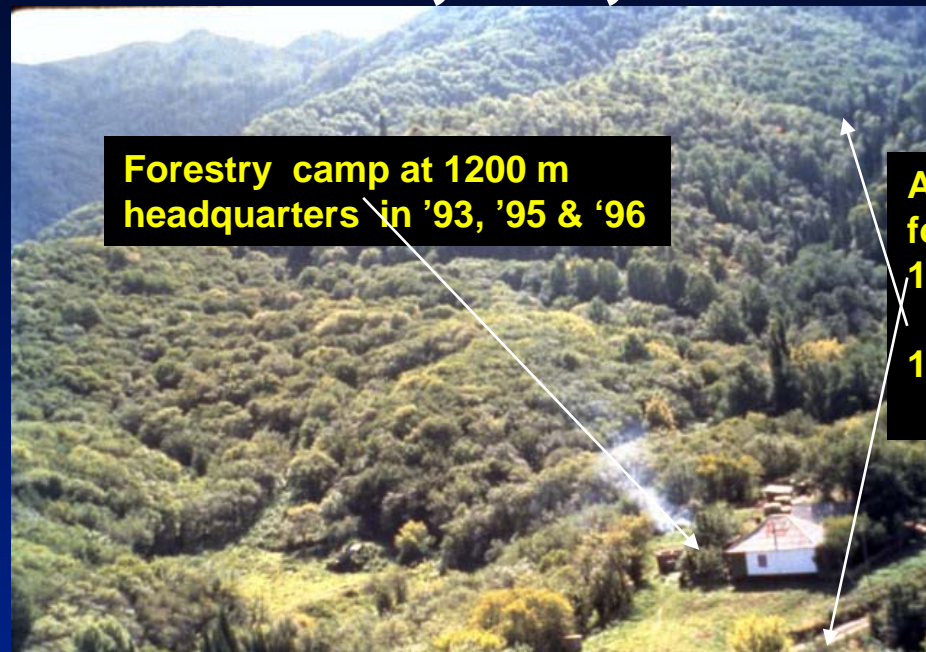 Forestry camp at 1200 m
headquarters in ’93, ’95 & ‘96